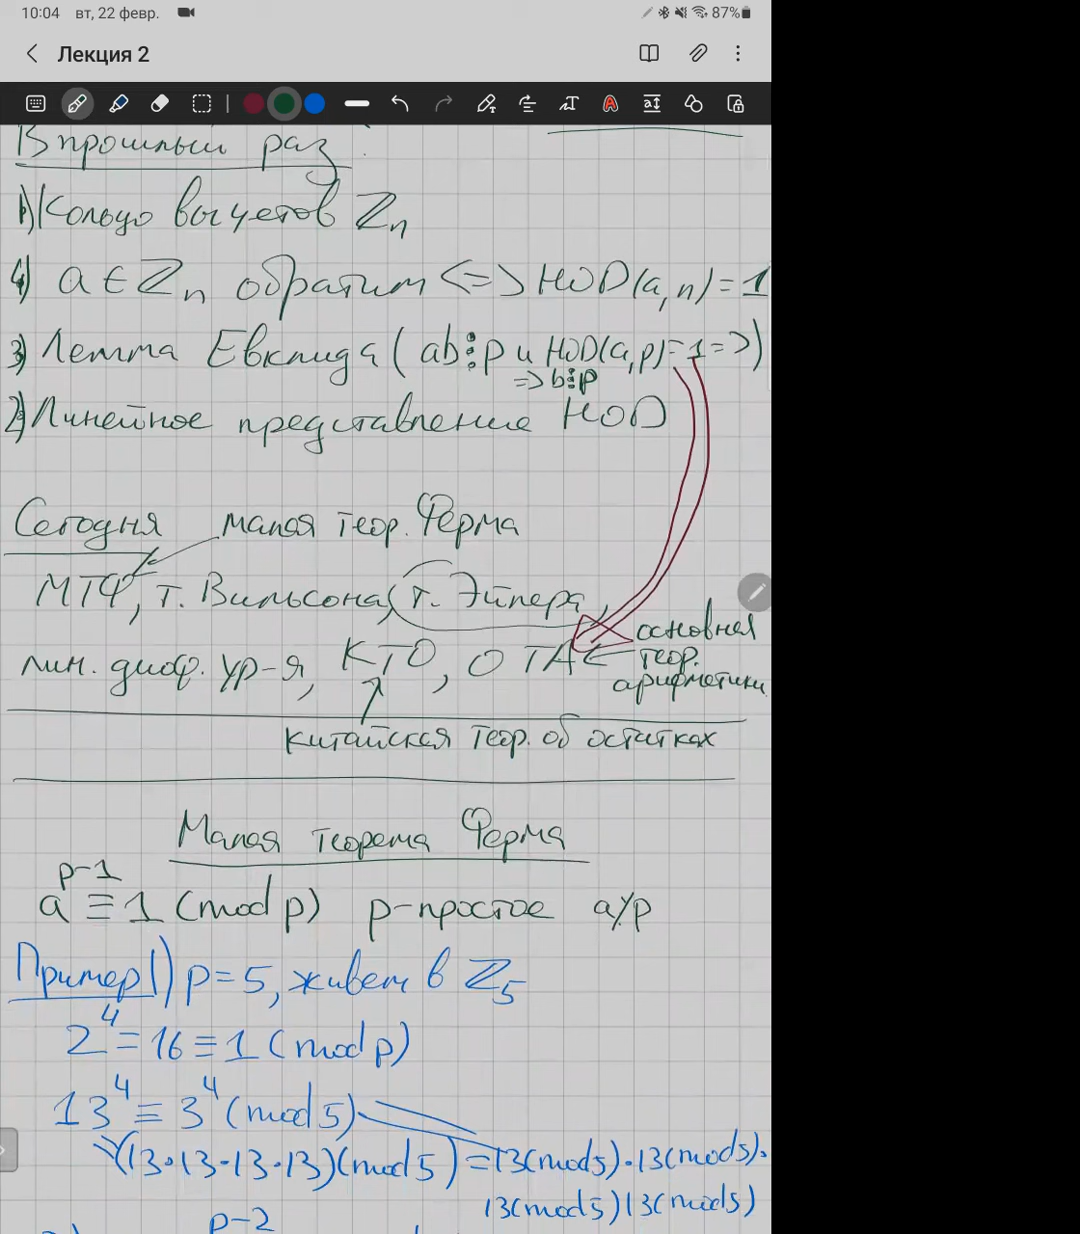 10:04 вт, 22 февр. 87%
Лекция 2
В прошлый раз
1) Кольцо вычетов ℤn
4) a ∈ ℤn обратим <=> НОД(a,n)=1
3) Лемма Евклида (ab⋮p и НОД(a,p)=1=>)
=> b⋮p
2) Линейное представление НОД
Сегодня малая теор. Ферма
МТФ, т. Вильсона, (т. Эйлера,
лин. диоф. ур-я, КТО, ОТА
основная
теор.
арифметики
китайская теор. об остатках
Малая теорема Ферма
a^(p-1) ≡ 1 (mod p) p-простое a⋮̸p
Пример 1) p=5, живем в ℤ5
2^4 = 16 ≡ 1 (mod p)
13^4 ≡ 3^4 (mod 5)
(13·13·13·13)(mod 5) = 13(mod 5)·13(mod 5)·
13(mod 5)13(mod 5)
p-2